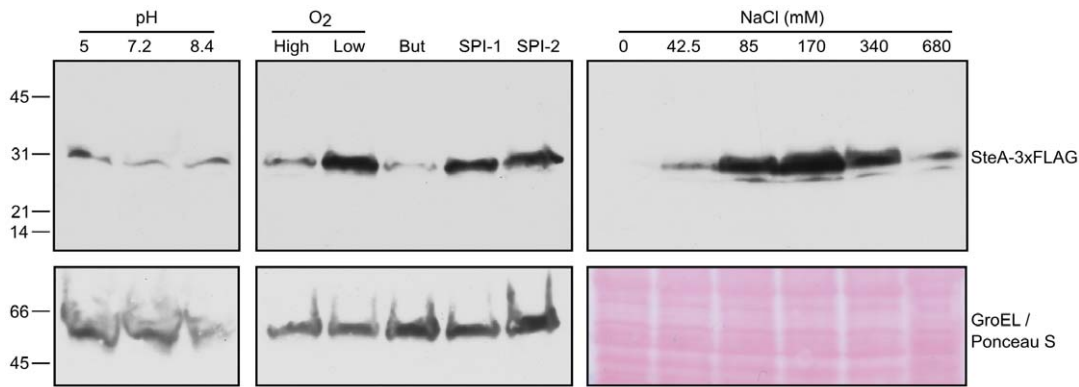 pH O2 NaCl (mM)
5 7.2 8.4 High Low But SPI-1 SPI-2 0 42.5 85 170 340 680
45
31
SteA-3xFLAG
21
14
66
GroEL /
Ponceau S
45